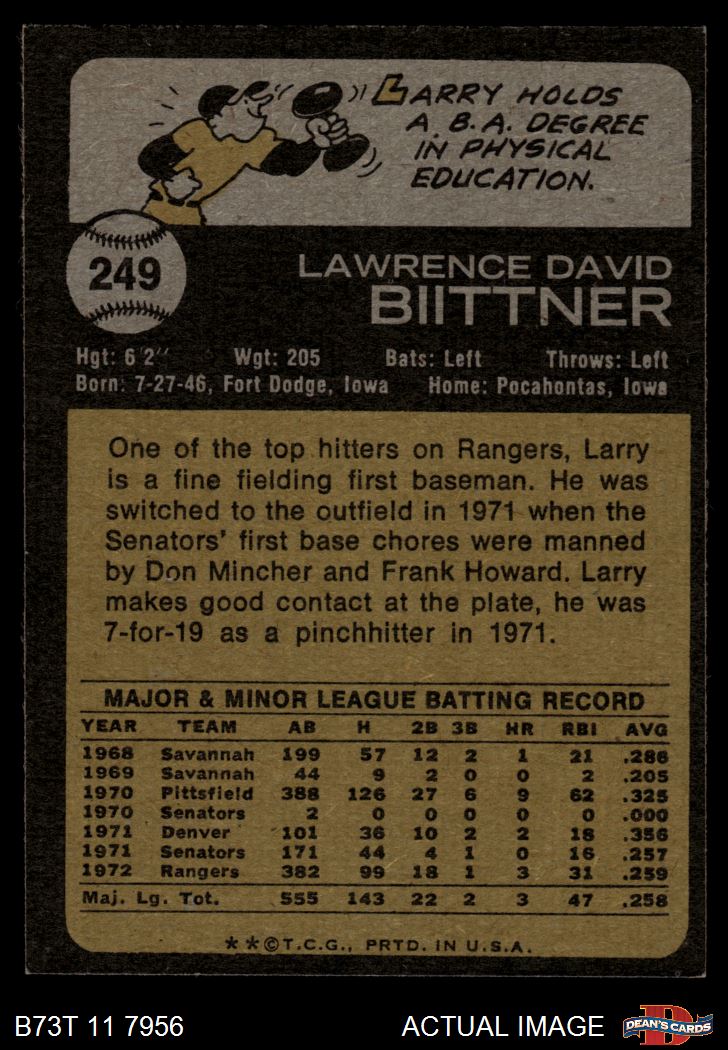 LARRY HOLDS
A B.A. DEGREE
IN PHYSICAL
EDUCATION.
249
LAWRENCE DAVID
BIITTNER
Hgt: 6'2" Wgt: 205 Bats: Left Throws: Left
Born: 7-27-46, Fort Dodge, Iowa Home: Pocahontas, Iowa
One of the top hitters on Rangers, Larry
is a fine fielding first baseman. He was
switched to the outfield in 1971 when the
Senators' first base chores were manned
by Don Mincher and Frank Howard. Larry
makes good contact at the plate, he was
7-for-19 as a pinchhitter in 1971.
MAJOR & MINOR LEAGUE BATTING RECORD
YEAR TEAM AB H 2B 3B HR RBI AVG
1968 Savannah 199 57 12 2 1 21 .286
1969 Savannah 44 9 2 0 0 2 .205
1970 Pittsfield 388 126 27 6 9 62 .325
1970 Senators 2 0 0 0 0 0 .000
1971 Denver 101 36 10 2 2 18 .356
1971 Senators 171 44 4 1 0 16 .257
1972 Rangers 382 99 18 1 3 31 .259
Maj. Lg. Tot. 555 143 22 2 3 47 .258
**©T.C.G., PRTD. IN U.S.A.
B73T 11 7956 ACTUAL IMAGE D DEAN'S CARDS